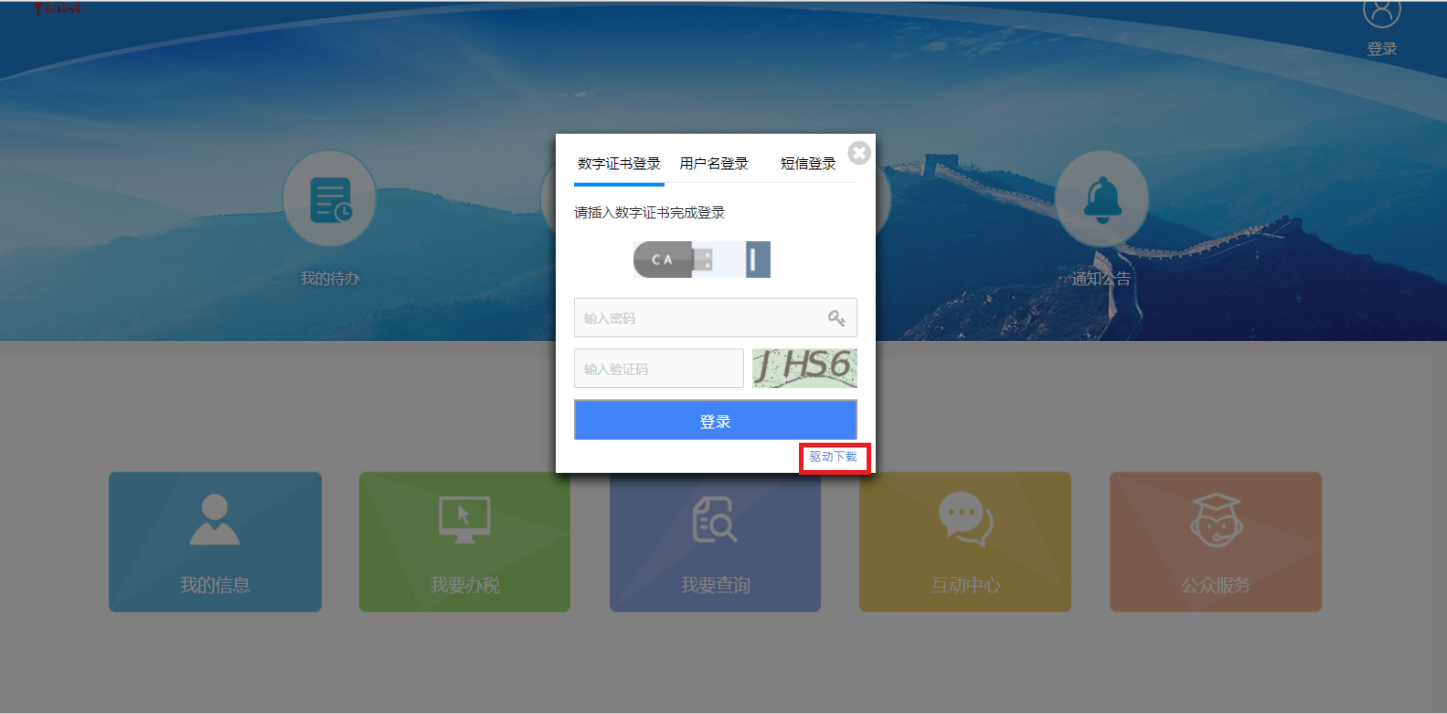 登录
数字证书登录 用户名登录 短信登录
请插入数字证书完成登录
CA
我的待办
通知公告
输入密码
输入验证码 JHS6
登录
驱动下载
我的信息 我要办税 我要查询 互动中心 公众服务